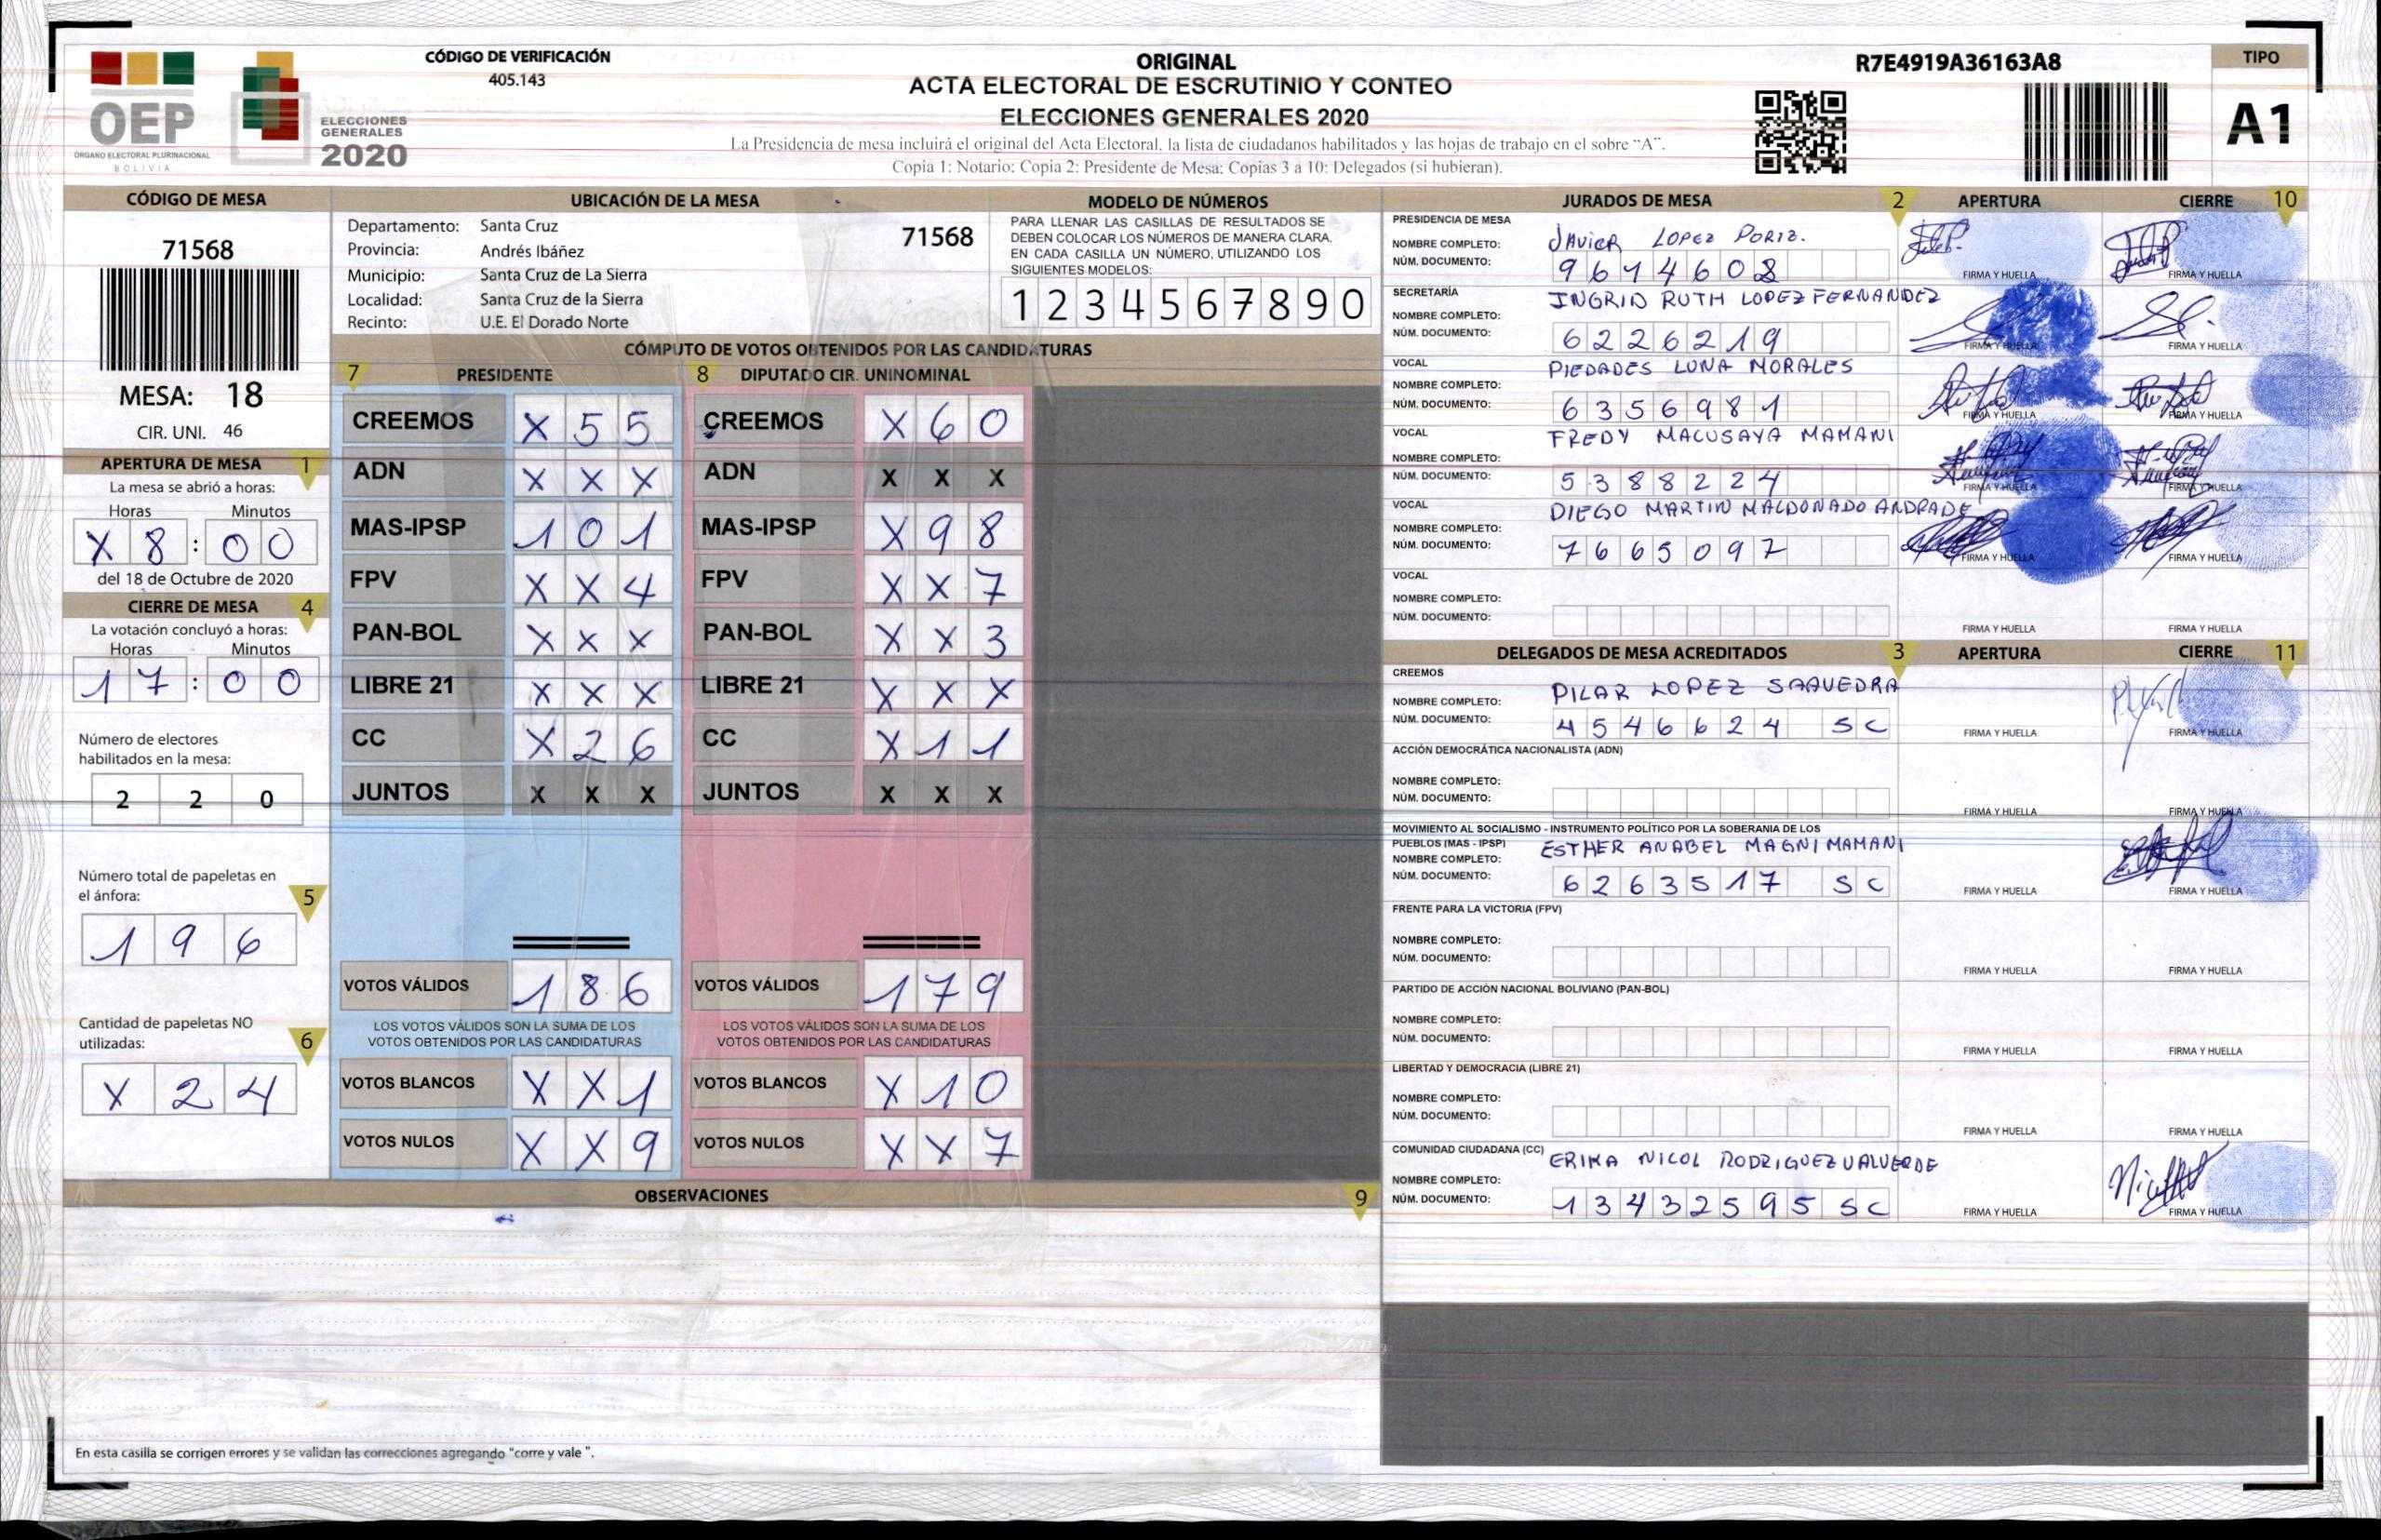 CÓDIGO DE VERIFICACIÓN
405.143
ORIGINAL
ACTA ELECTORAL DE ESCRUTINIO Y CONTEO
ELECCIONES GENERALES 2020
La Presidencia de mesa incluirá el original del Acta Electoral, la lista de ciudadanos habilitados y las hojas de trabajo en el sobre “A”.
Copia 1: Notario: Copia 2: Presidente de Mesa: Copias 3 a 10: Delegados (si hubieran).
R7E4919A36163A8
TIPO
A1
OEP
ÓRGANO ELECTORAL PLURINACIONAL
BOLIVIA
ELECCIONES
GENERALES
2020
CÓDIGO DE MESA
71568
MESA: 18
CIR. UNI. 46
APERTURA DE MESA 1
La mesa se abrió a horas:
Horas Minutos
X 8 : 0 0
del 18 de Octubre de 2020
CIERRE DE MESA 4
La votación concluyó a horas:
Horas Minutos
1 7 : 0 0
Número de electores
habilitados en la mesa:
2 2 0
Número total de papeletas en
el ánfora: 5
1 9 6
Cantidad de papeletas NO
utilizadas: 6
X 2 4
UBICACIÓN DE LA MESA
Departamento: Santa Cruz
71568
Provincia: Andrés Ibáñez
Municipio: Santa Cruz de La Sierra
Localidad: Santa Cruz de la Sierra
Recinto: U.E. El Dorado Norte
MODELO DE NÚMEROS
PARA LLENAR LAS CASILLAS DE RESULTADOS SE
DEBEN COLOCAR LOS NÚMEROS DE MANERA CLARA.
EN CADA CASILLA UN NÚMERO, UTILIZANDO LOS
SIGUIENTES MODELOS:
1 2 3 4 5 6 7 8 9 0
CÓMPUTO DE VOTOS OBTENIDOS POR LAS CANDIDATURAS
7 PRESIDENTE
CREEMOS X 5 5
ADN X X X
MAS-IPSP 1 0 1
FPV X X 4
PAN-BOL X X X
LIBRE 21 X X X
CC X 2 6
JUNTOS X X X
VOTOS VÁLIDOS 1 8 6
LOS VOTOS VÁLIDOS SON LA SUMA DE LOS
VOTOS OBTENIDOS POR LAS CANDIDATURAS
VOTOS BLANCOS X X 1
VOTOS NULOS X X 9
8 DIPUTADO CIR. UNINOMINAL
CREEMOS X 6 0
ADN X X X
MAS-IPSP X 9 8
FPV X X 7
PAN-BOL X X 3
LIBRE 21 X X X
CC X 1 1
JUNTOS X X X
VOTOS VÁLIDOS 1 7 9
LOS VOTOS VÁLIDOS SON LA SUMA DE LOS
VOTOS OBTENIDOS POR LAS CANDIDATURAS
VOTOS BLANCOS X 1 0
VOTOS NULOS X X 7
OBSERVACIONES 9
En esta casilla se corrigen errores y se validan las correcciones agregando "corre y vale ".
JURADOS DE MESA 2 APERTURA CIERRE 10
PRESIDENCIA DE MESA
NOMBRE COMPLETO: JAVIER LOPEZ
NÚM. DOCUMENTO: 9 6 1 4 6 0 8
FIRMA Y HUELLA FIRMA Y HUELLA
SECRETARÍA
NOMBRE COMPLETO: INGRID RUTH LOPEZ FERNANDEZ
NÚM. DOCUMENTO: 6 2 2 6 2 1 9
FIRMA Y HUELLA FIRMA Y HUELLA
VOCAL
NOMBRE COMPLETO: PIEDADES LUNA MORALES
NÚM. DOCUMENTO: 6 3 5 6 9 8 1
FIRMA Y HUELLA FIRMA Y HUELLA
VOCAL
NOMBRE COMPLETO: FREDY MACUSAYA MAMANI
NÚM. DOCUMENTO: 5 3 8 8 2 2 4
FIRMA Y HUELLA FIRMA Y HUELLA
VOCAL
NOMBRE COMPLETO: DIEGO MARTIN MALDONADO ANDRADE
NÚM. DOCUMENTO: 7 6 6 5 0 9 7
FIRMA Y HUELLA FIRMA Y HUELLA
VOCAL
NOMBRE COMPLETO:
NÚM. DOCUMENTO:
FIRMA Y HUELLA FIRMA Y HUELLA
DELEGADOS DE MESA ACREDITADOS 3 APERTURA CIERRE 11
CREEMOS
NOMBRE COMPLETO: PILAR LOPEZ SAAVEDRA
NÚM. DOCUMENTO: 4 5 4 6 6 2 4 S C
FIRMA Y HUELLA FIRMA Y HUELLA
ACCIÓN DEMOCRÁTICA NACIONALISTA (ADN)
NOMBRE COMPLETO:
NÚM. DOCUMENTO:
FIRMA Y HUELLA FIRMA Y HUELLA
MOVIMIENTO AL SOCIALISMO - INSTRUMENTO POLÍTICO POR LA SOBERANIA DE LOS
PUEBLOS (MAS - IPSP)
NOMBRE COMPLETO: ESTHER ANABEL MAGNI MAMANI
NÚM. DOCUMENTO: 6 2 6 3 5 1 7 S C
FIRMA Y HUELLA FIRMA Y HUELLA
FRENTE PARA LA VICTORIA (FPV)
NOMBRE COMPLETO:
NÚM. DOCUMENTO:
FIRMA Y HUELLA FIRMA Y HUELLA
PARTIDO DE ACCIÓN NACIONAL BOLIVIANO (PAN-BOL)
NOMBRE COMPLETO:
NÚM. DOCUMENTO:
FIRMA Y HUELLA FIRMA Y HUELLA
LIBERTAD Y DEMOCRACIA (LIBRE 21)
NOMBRE COMPLETO:
NÚM. DOCUMENTO:
FIRMA Y HUELLA FIRMA Y HUELLA
COMUNIDAD CIUDADANA (CC)
NOMBRE COMPLETO: ERIKA NICOL RODRIGUEZ VALVERDE
NÚM. DOCUMENTO: 1 3 4 3 2 5 9 5 S C
FIRMA Y HUELLA FIRMA Y HUELLA